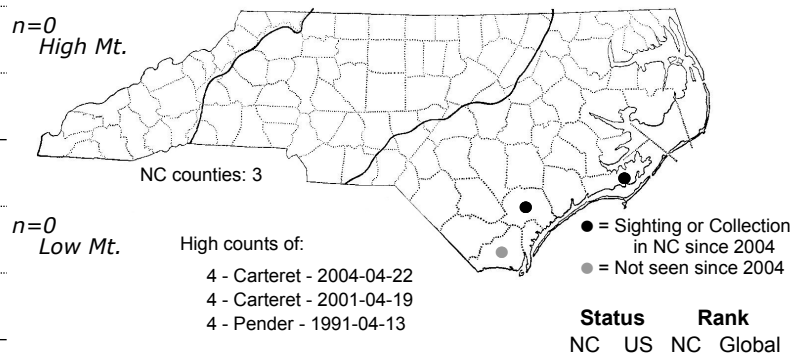 n=0
High Mt.
NC counties: 3
n=0
Low Mt.
High counts of:
4 - Carteret - 2004-04-22
4 - Carteret - 2001-04-19
4 - Pender - 1991-04-13
● = Sighting or Collection
in NC since 2004
● = Not seen since 2004
Status Rank
NC US NC Global